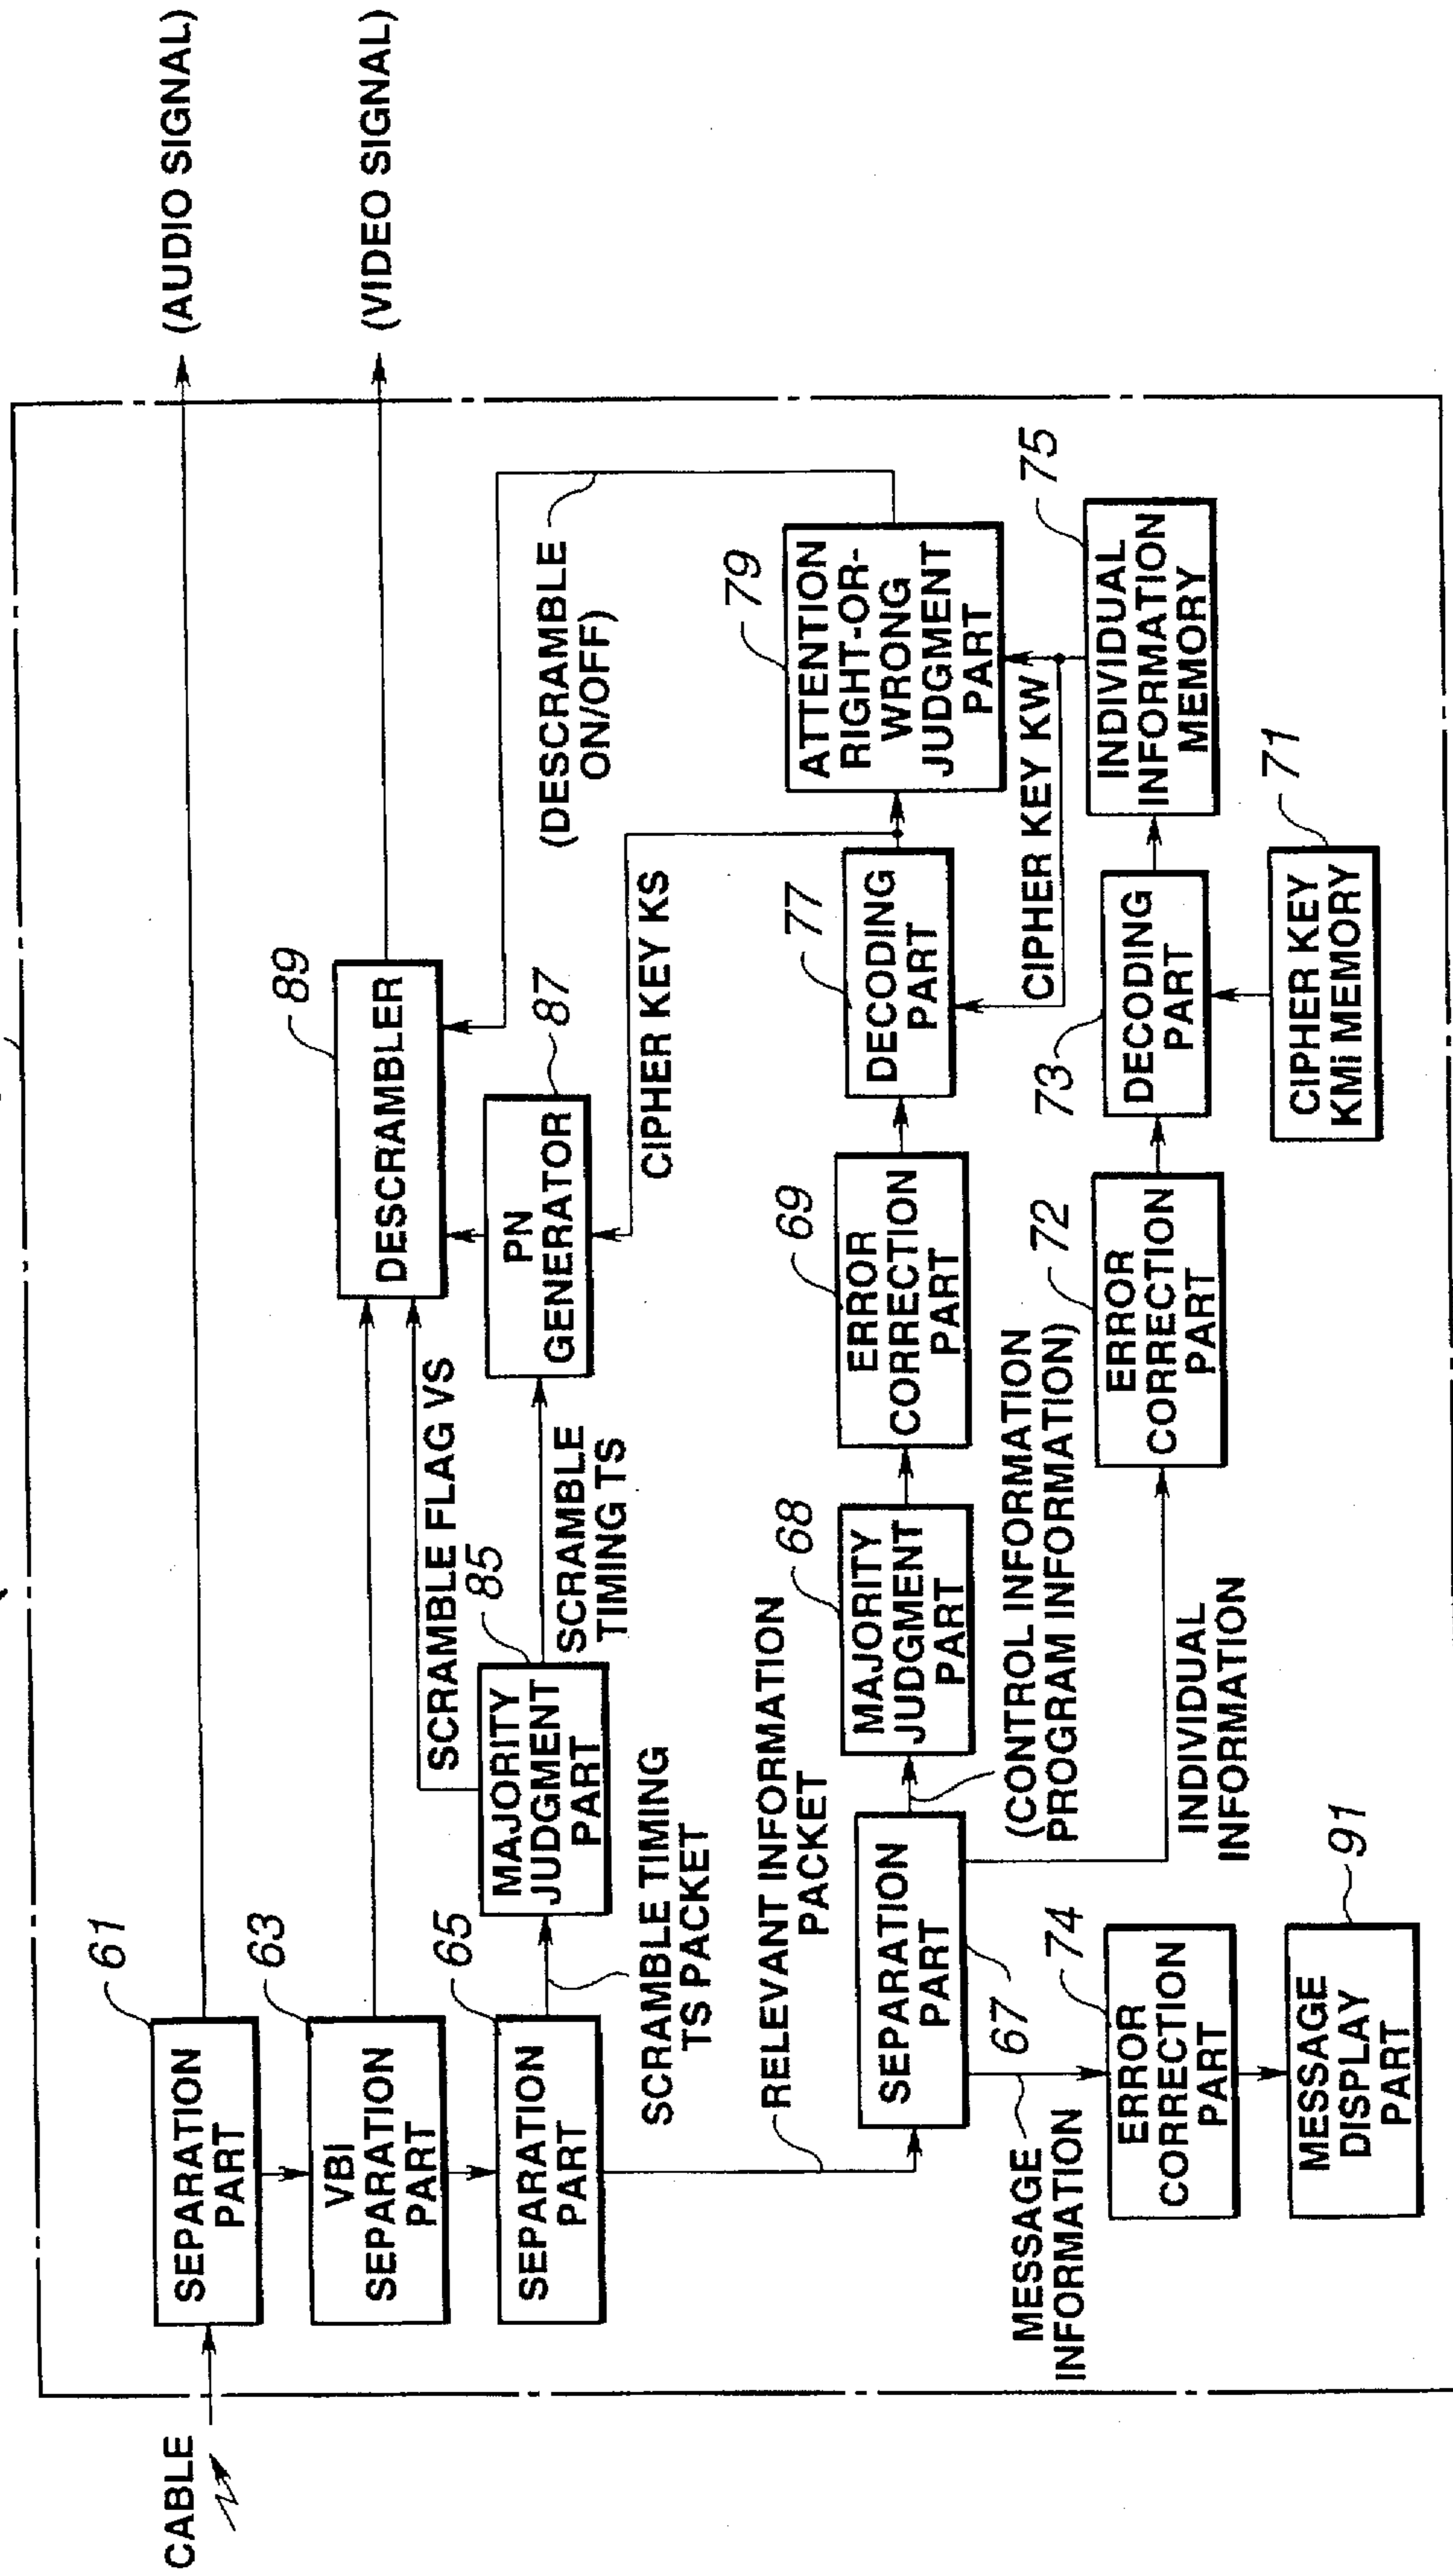 CABLE
(AUDIO SIGNAL)
(VIDEO SIGNAL)
61
SEPARATION
PART
63
VBI
SEPARATION
PART
65
SEPARATION
PART
SCRAMBLE FLAG VS
85
MAJORITY
JUDGMENT
PART
SCRAMBLE
TIMING TS
SCRAMBLE TIMING
TS PACKET
89
DESCRAMBLER
87
PN
GENERATOR
CIPHER KEY KS
(DESCRAMBLE
ON/OFF)
RELEVANT INFORMATION
PACKET
SEPARATION
PART
67
68
MAJORITY
JUDGMENT
PART
69
ERROR
CORRECTION
PART
77
DECODING
PART
79
ATTENTION
RIGHT-OR-
WRONG
JUDGMENT
PART
CIPHER KEY KW
(CONTROL INFORMATION
PROGRAM INFORMATION)
INDIVIDUAL
INFORMATION
72
ERROR
CORRECTION
PART
73
DECODING
PART
75
INDIVIDUAL
INFORMATION
MEMORY
71
CIPHER KEY
KMi MEMORY
MESSAGE
INFORMATION
74
ERROR
CORRECTION
PART
91
MESSAGE
DISPLAY
PART